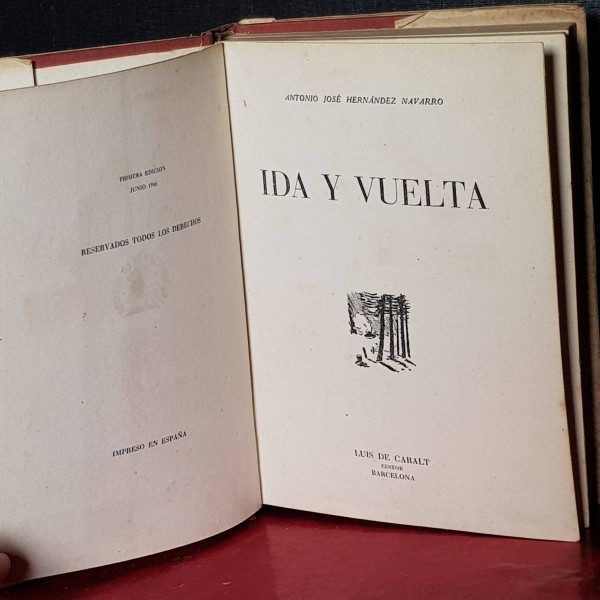 PRIMERA EDICION
JUNIO 1946
RESERVADOS TODOS LOS DERECHOS
IMPRESO EN ESPAÑA
ANTONIO JOSÉ HERNÁNDEZ NAVARRO
IDA Y VUELTA
LUIS DE CARALT
EDITOR
BARCELONA